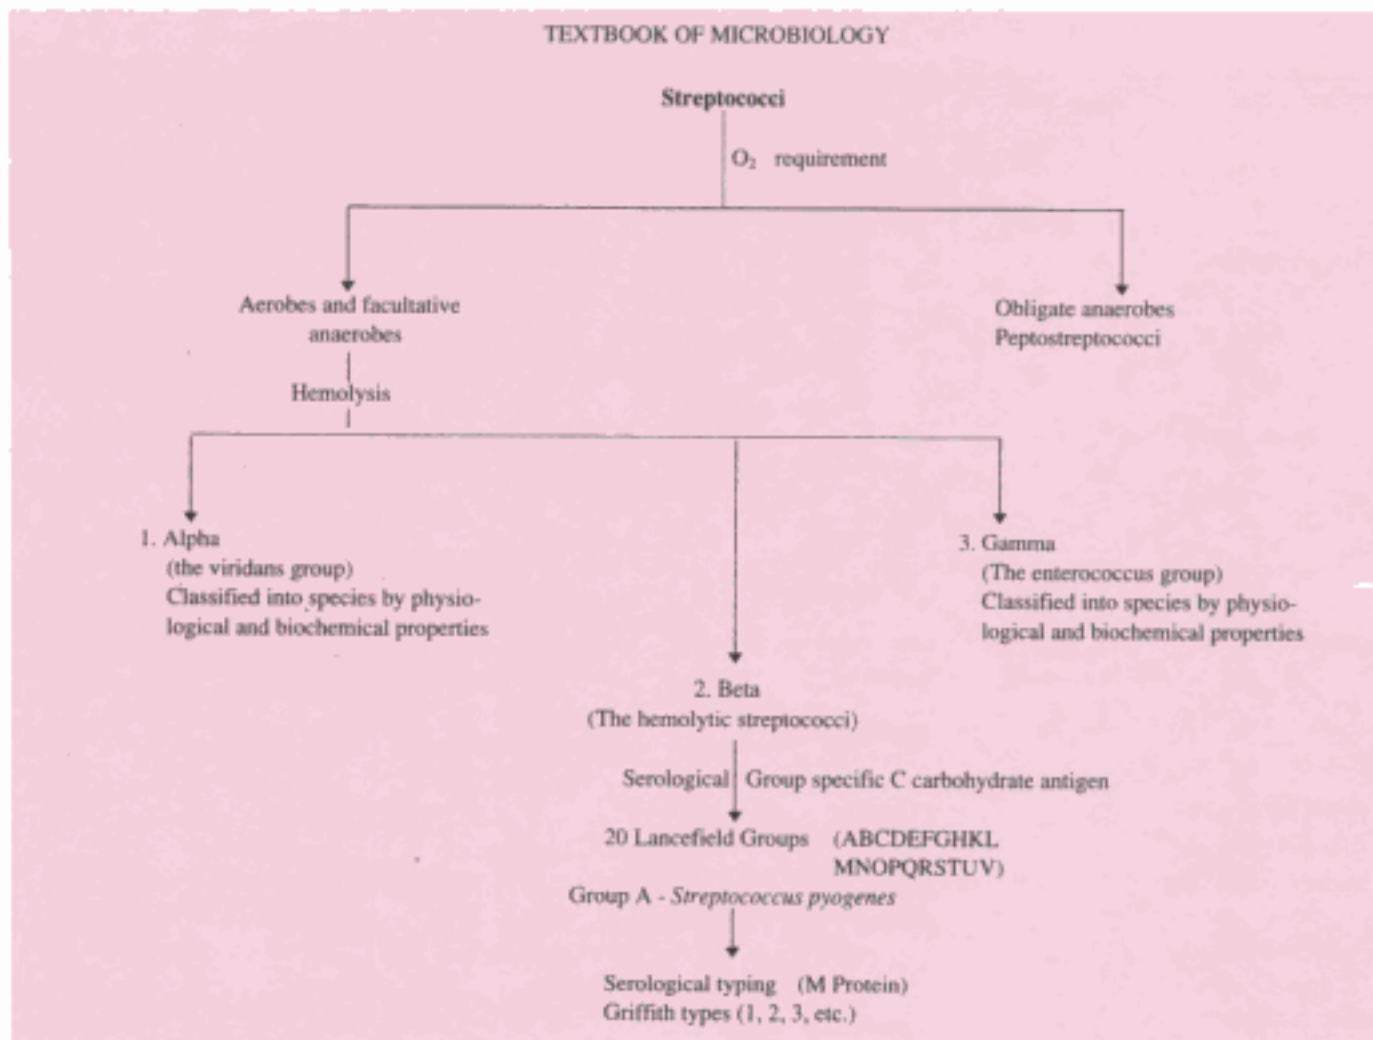 TEXTBOOK OF MICROBIOLOGY
Streptococci
O₂ requirement
Aerobes and facultative
anaerobes
Obligate anaerobes
Peptostreptococci
Hemolysis
1. Alpha
(the viridans group)
Classified into species by physio-
logical and biochemical properties
3. Gamma
(The enterococcus group)
Classified into species by physio-
logical and biochemical properties
2. Beta
(The hemolytic streptococci)
Serological Group specific C carbohydrate antigen
20 Lancefield Groups (ABCDEFGHKL
MNOPQRSTUV)
Group A - Streptococcus pyogenes
Serological typing (M Protein)
Griffith types (1, 2, 3, etc.)